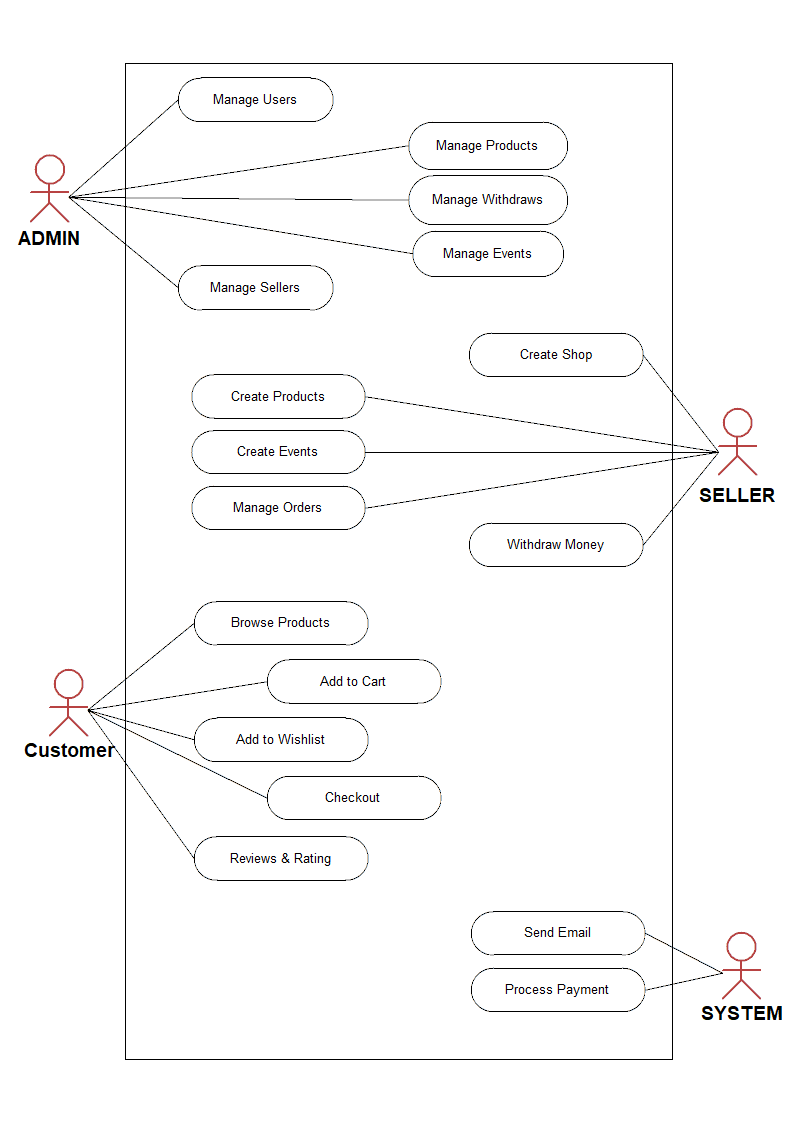 Manage Users
Manage Products
Manage Withdraws
ADMIN
Manage Events
Manage Sellers
Create Shop
Create Products
Create Events
SELLER
Manage Orders
Withdraw Money
Browse Products
Add to Cart
Add to Wishlist
Customer
Checkout
Reviews & Rating
Send Email
Process Payment
SYSTEM